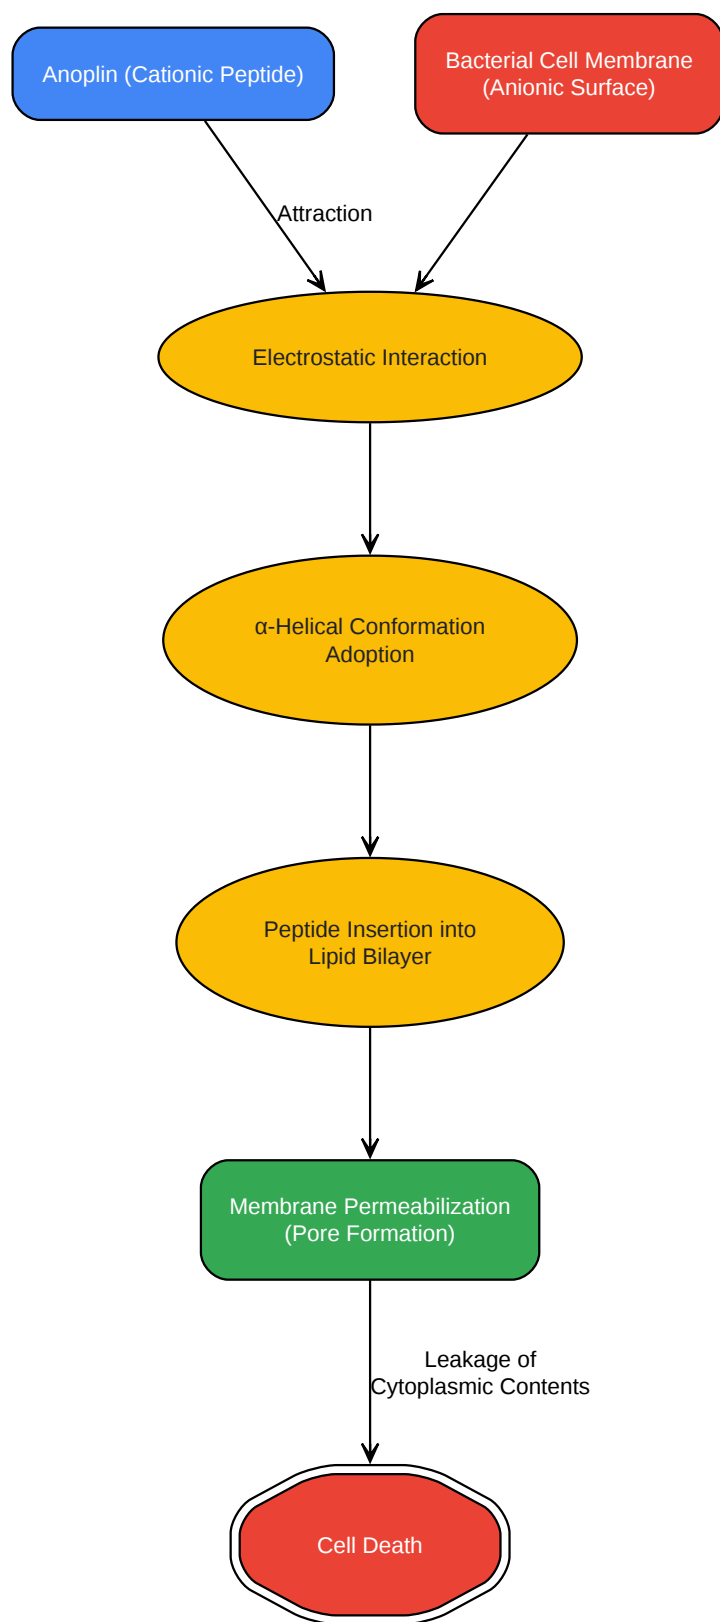 Anoplin (Cationic Peptide)
Bacterial Cell Membrane
(Anionic Surface)
Attraction
Electrostatic Interaction
α-Helical Conformation
Adoption
Peptide Insertion into
Lipid Bilayer
Membrane Permeabilization
(Pore Formation)
Leakage of
Cytoplasmic Contents
Cell Death